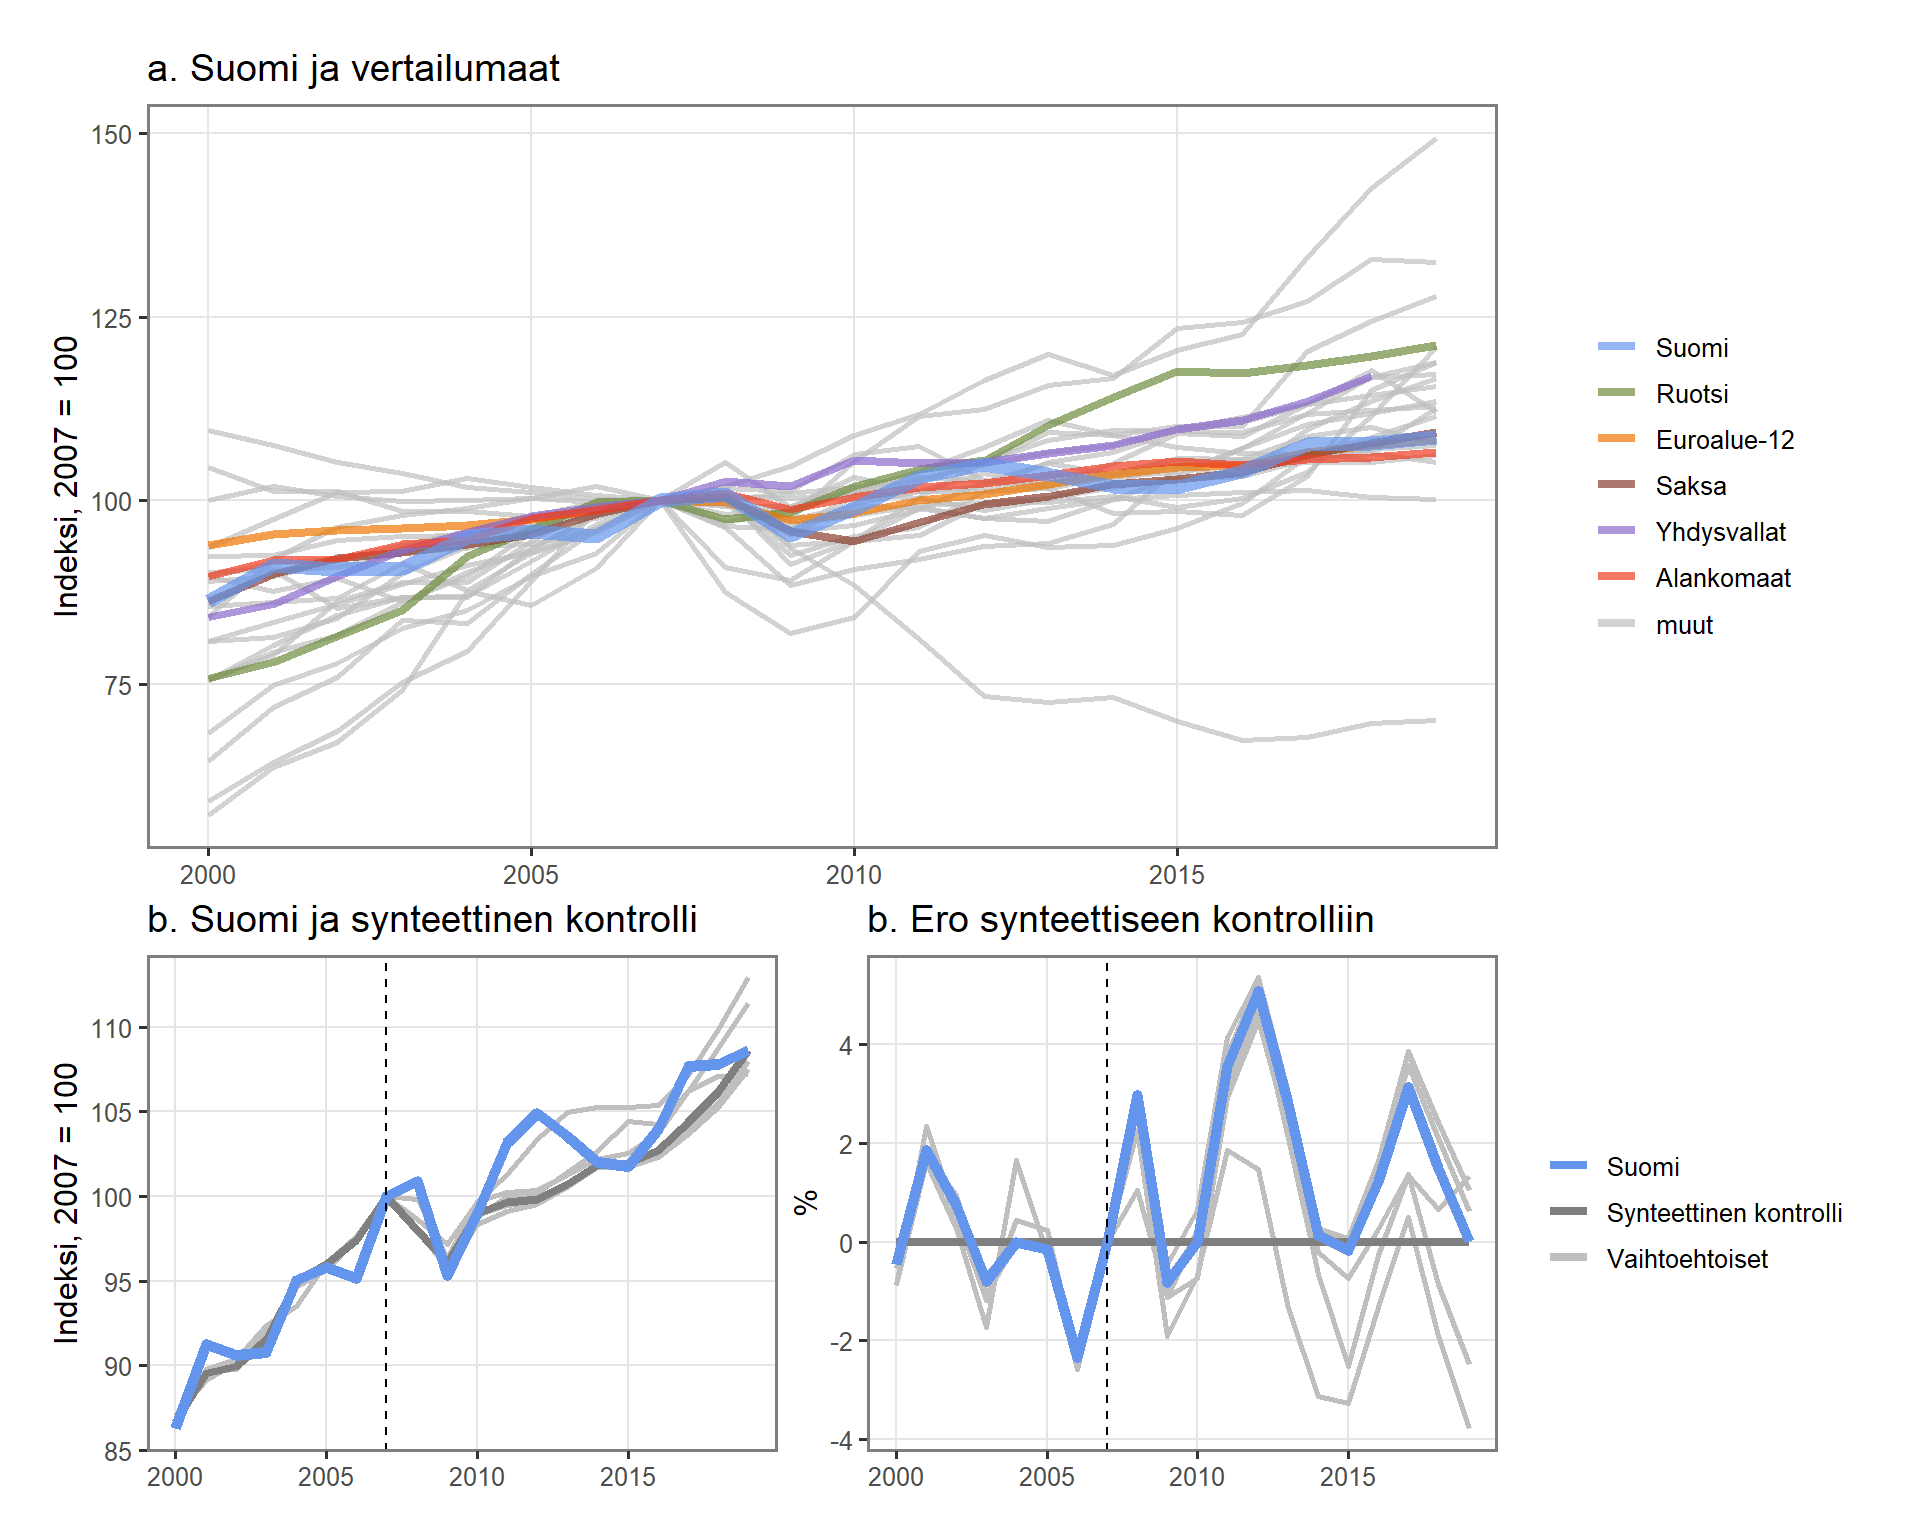 a. Suomi ja vertailumaat
150
125
100
75
Indeksi, 2007 = 100
2000
2005
2010
2015
Suomi
Ruotsi
Euroalue-12
Saksa
Yhdysvallat
Alankomaat
muut
b. Suomi ja synteettinen kontrolli
110
105
100
95
90
85
Indeksi, 2007 = 100
2000
2005
2010
2015
b. Ero synteettiseen kontrolliin
4
2
0
-2
-4
%
2000
2005
2010
2015
Suomi
Synteettinen kontrolli
Vaihtoehtoiset